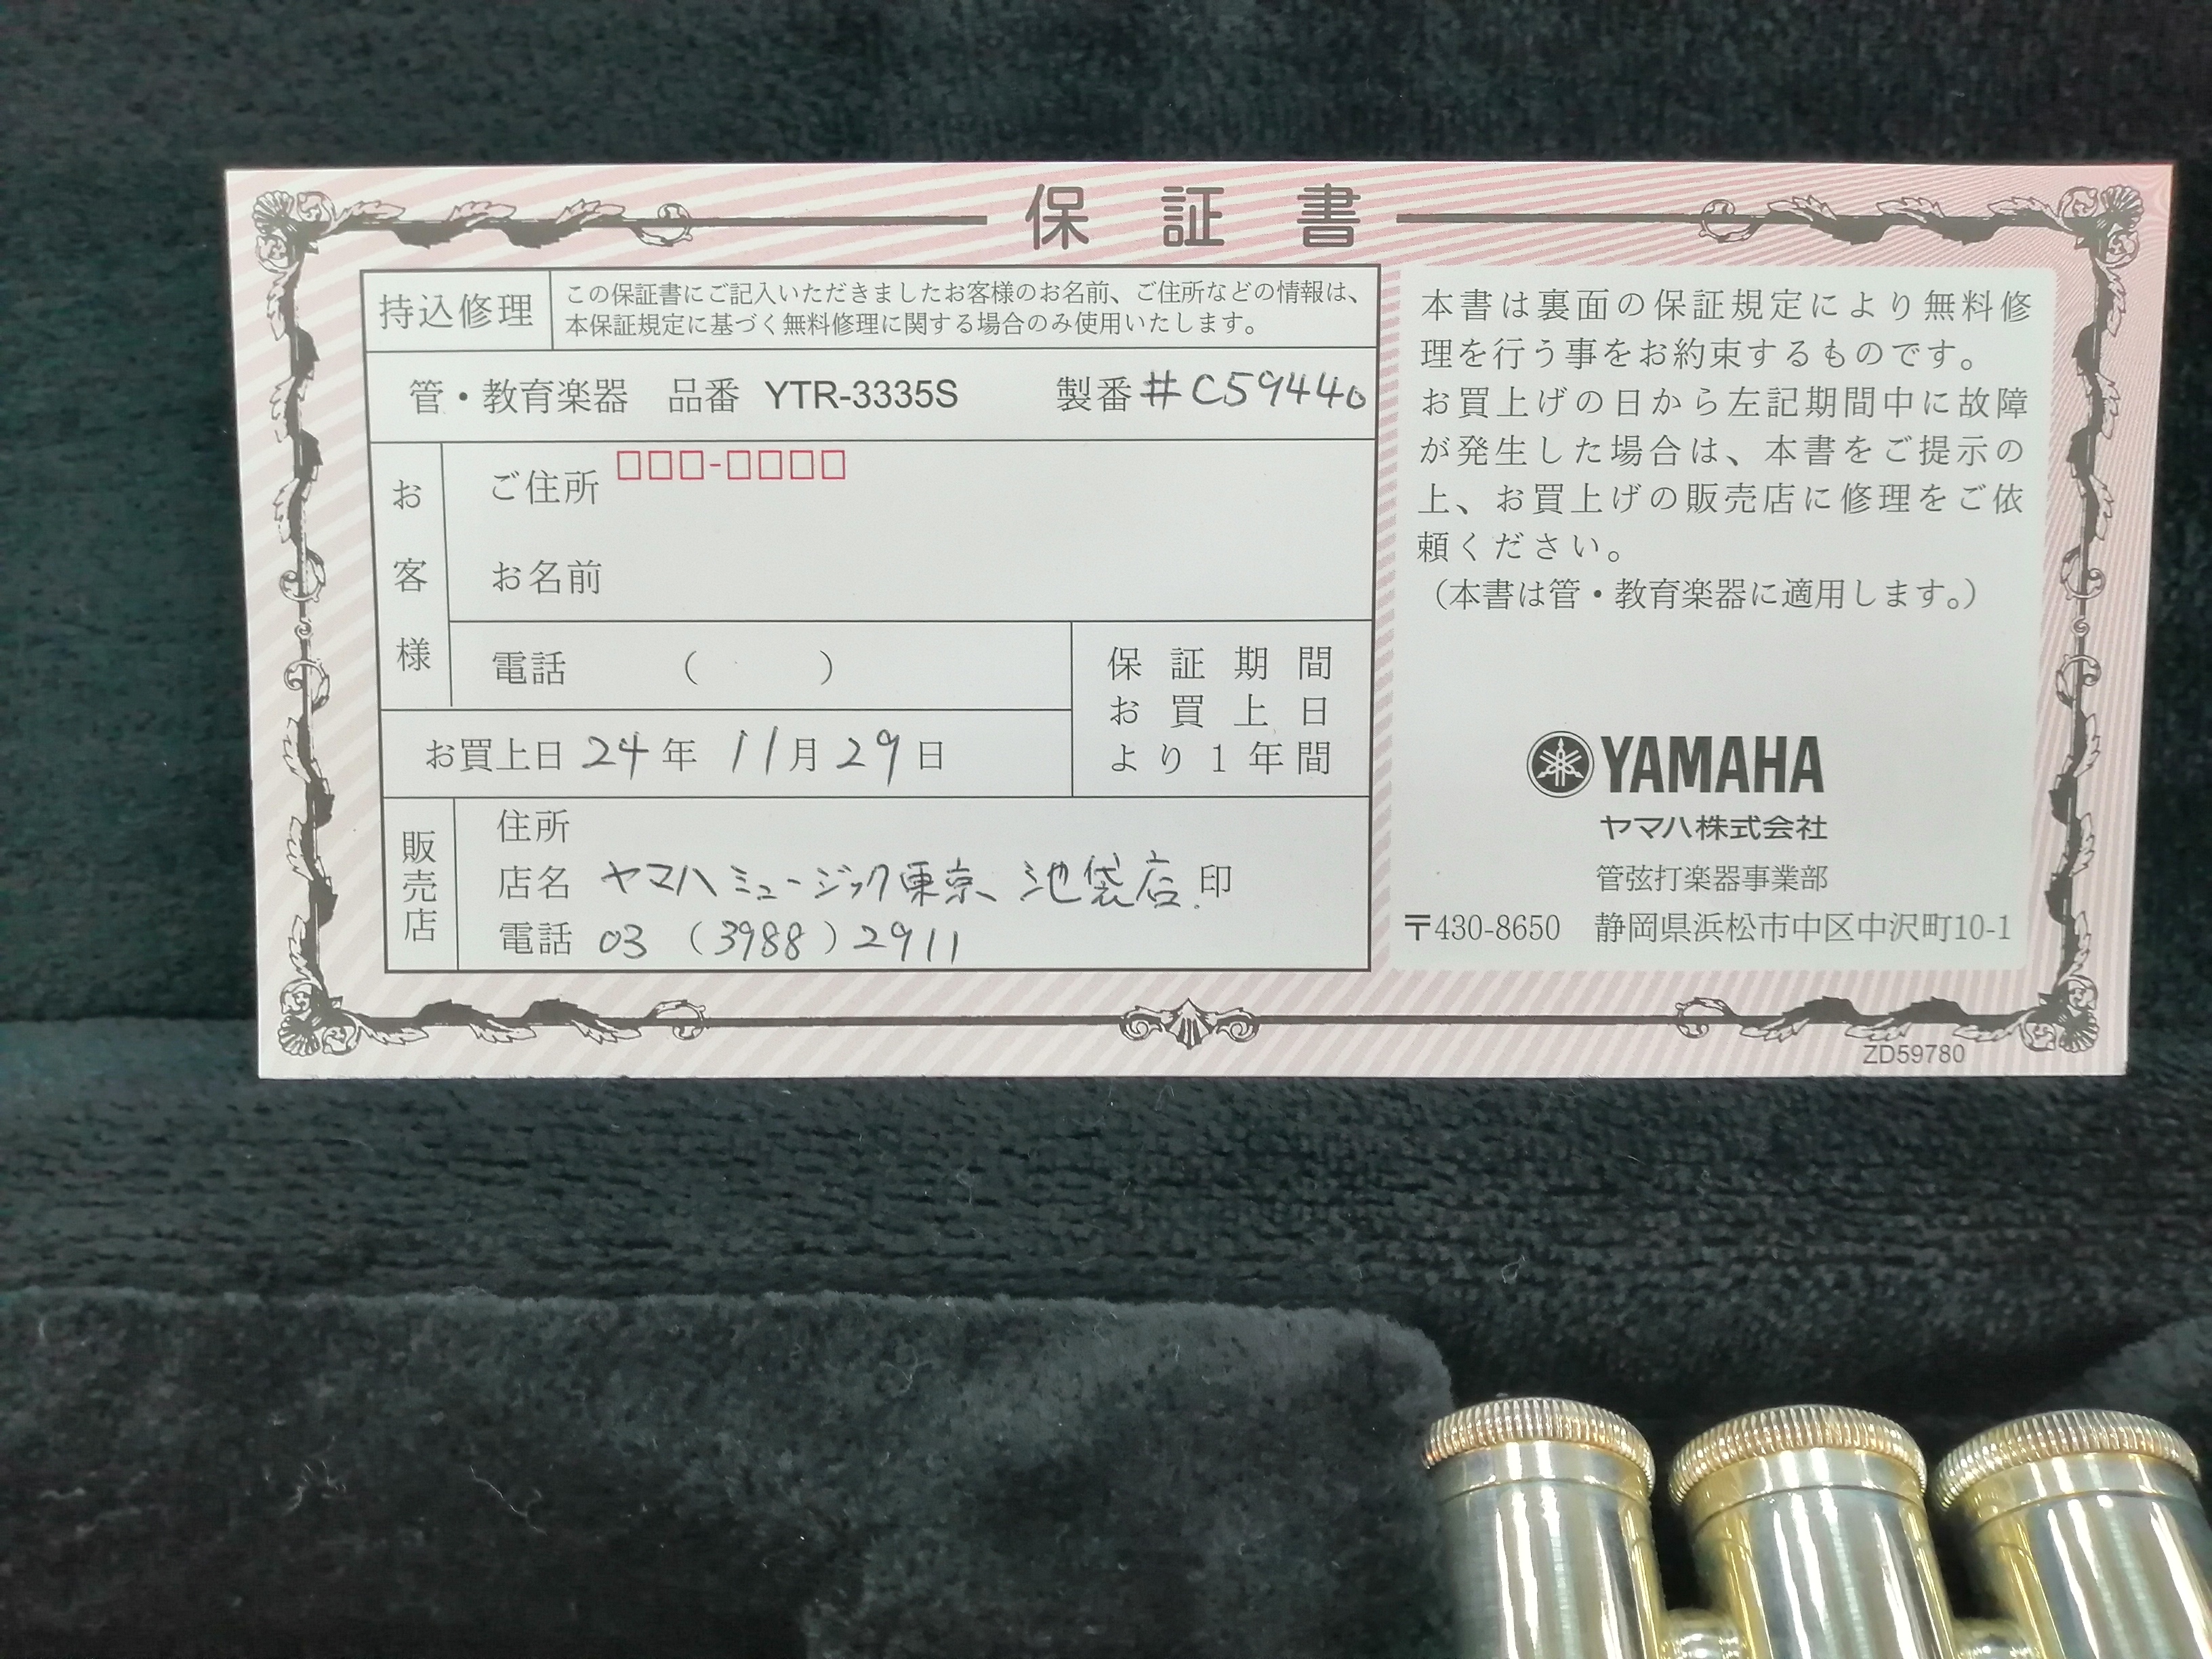 保証書
持込修理
この保証書にご記入いただきましたお客様のお名前、ご住所などの情報は、
本保証規定に基づく無料修理に関する場合のみ使用いたします。
管・教育楽器 品番 YTR-3335S 製番 #C59440
お客様
ご住所 □□□-□□□□
お名前
電話 ( )
お買上日 24年 11月 29日
保証期間
お買上日
より1年間
販売店
住所
店名 ヤマハミュージック東京 池袋店 印
電話 03 (3988) 2911
本書は裏面の保証規定により無料修
理を行う事をお約束するものです。
お買上げの日から左記期間中に故障
が発生した場合は、本書をご提示の
上、お買上げの販売店に修理をご依
頼ください。
(本書は管・教育楽器に適用します。)
YAMAHA
ヤマハ株式会社
管弦打楽器事業部
〒430-8650 静岡県浜松市中区中沢町10-1
ZD59780